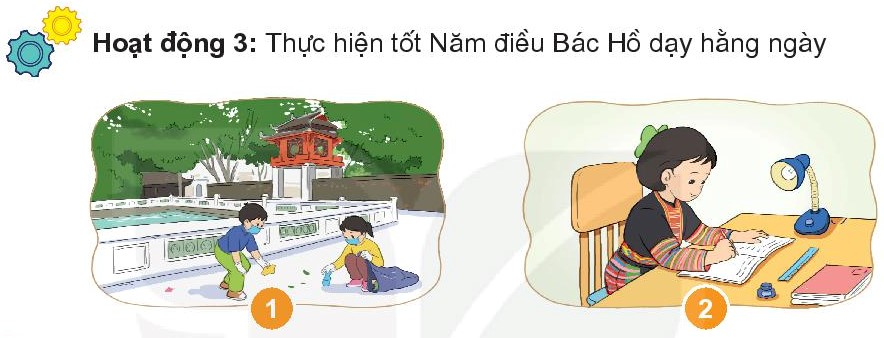 Hoạt động 3: Thực hiện tốt Năm điều Bác Hồ dạy hằng ngày
1
2